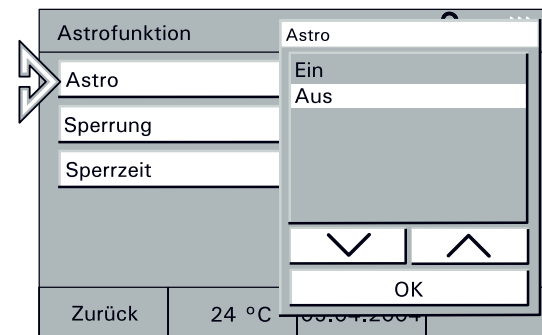 Astrofunktion
Astro
Sperrung
Sperrzeit
Astro
Ein
Aus
OK
Zurück
24 °C